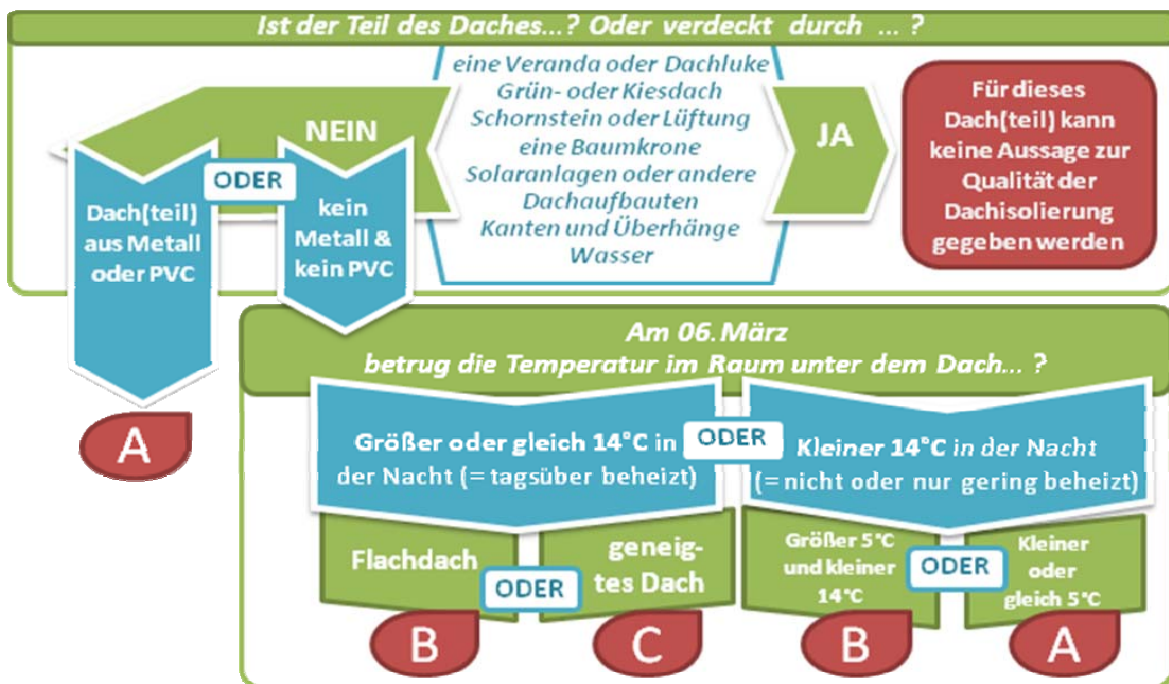 Ist der Teil des Daches...? Oder verdeckt durch ... ?
eine Veranda oder Dachluke
Grün- oder Kiesdach
Schornstein oder Lüftung
eine Baumkrone
Solaranlagen oder andere
Dachaufbauten
Kanten und Überhänge
Wasser
NEIN
JA
Für dieses
Dach(teil) kann
keine Aussage zur
Qualität der
Dachisolierung
gegeben werden
Dach(teil)
aus Metall
oder PVC
ODER
kein
Metall &
kein PVC
A
Am 06. März
betrug die Temperatur im Raum unter dem Dach... ?
Größer oder gleich 14°C in
der Nacht (= tagsüber beheizt)
ODER
Kleiner 14°C in der Nacht
(= nicht oder nur gering beheizt)
Flachdach
ODER
geneig-
tes Dach
Größer 5°C
und kleiner
14°C
ODER
Kleiner
oder
gleich 5°C
B
C
B
A